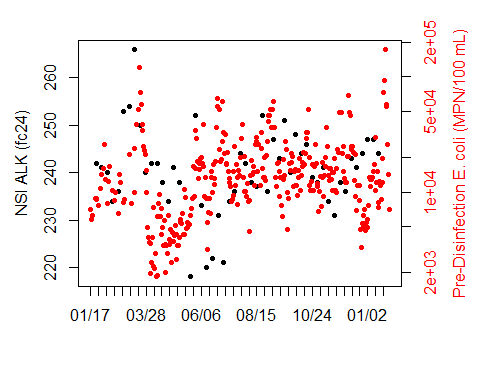 NSI ALK (fc24)
220 230 240 250 260
01/17 03/28 06/06 08/15 10/24 01/02
2e+03 1e+04 5e+04 2e+05
Pre-Disinfection E. coli (MPN/100 mL)